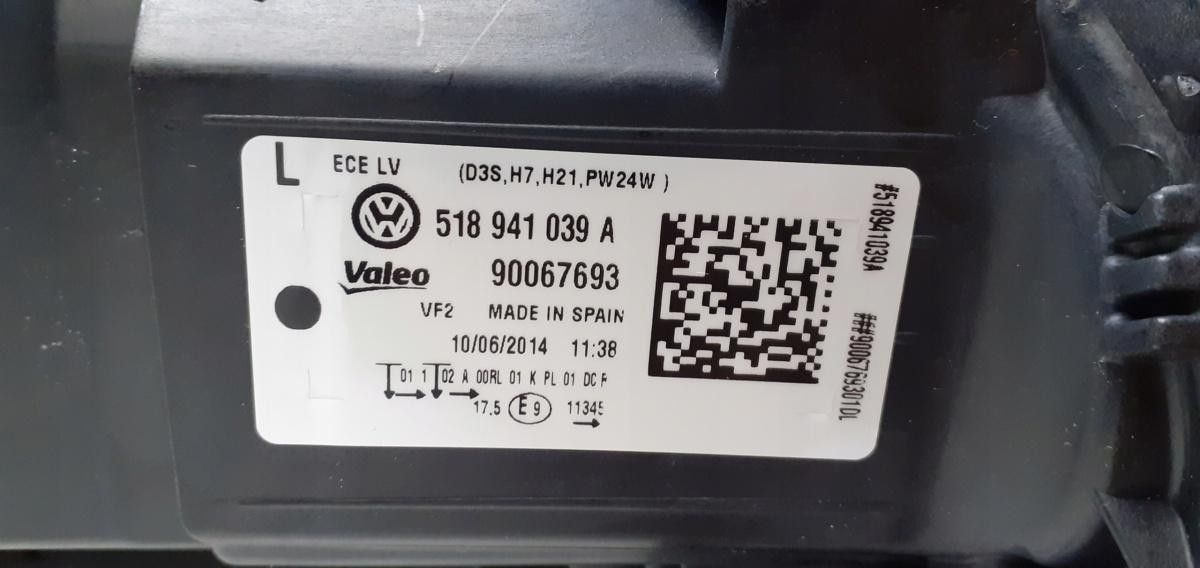 L ECE LV (D3S,H7,H21,PW24W )
518 941 039 A
Valeo 90067693
VF2 MADE IN SPAIN
10/06/2014 11:38
01 1 02 A 00RL 01 K PL 01 DC R
17.5 E9 11345
#518941039A
###9006769301DL